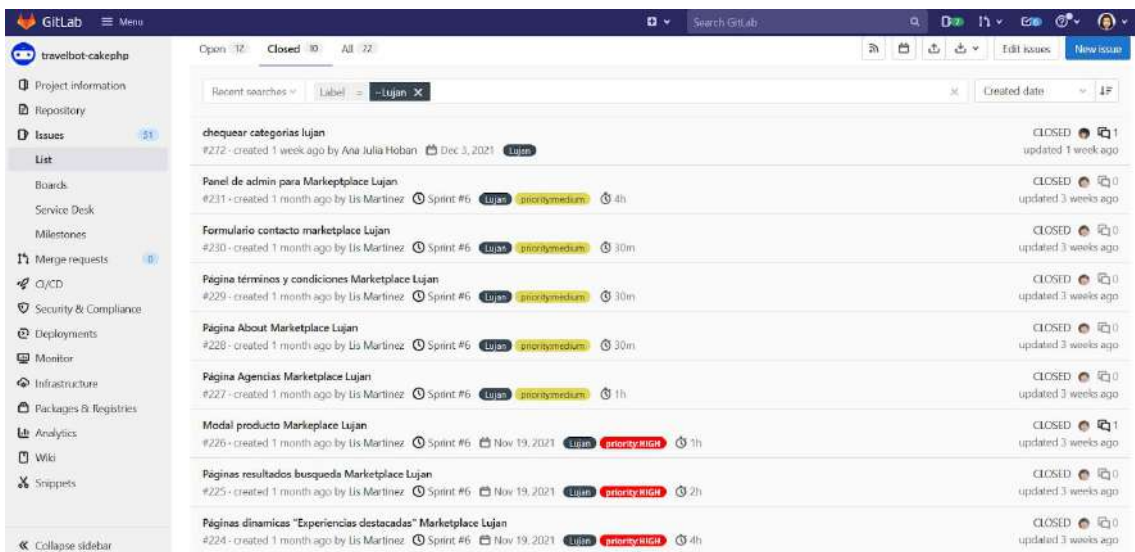 GitLab Menu Search GitLab
travelbot-cakephp
Project information
Repository
Issues 51
List
Boards
Service Desk
Milestones
Merge requests 0
CI/CD
Security & Compliance
Deployments
Monitor
Infrastructure
Packages & Registries
Analytics
Wiki
Snippets
Collapse sidebar
Open 12 Closed 10 All 22 Edit issues New issue
Recent searches Label = ~Lujan Created date
chequear categorias lujan CLOSED 1
#272 · created 1 week ago by Ana Julia Hoban Dec 3, 2021 Lujan updated 1 week ago
Panel de admin para Markeptplace Lujan CLOSED 0
#231 · created 1 month ago by Lis Martinez Sprint #6 Lujan priority:medium 4h updated 3 weeks ago
Formulario contacto marketplace Lujan CLOSED 0
#230 · created 1 month ago by Lis Martinez Sprint #6 Lujan priority:medium 30m updated 3 weeks ago
Página términos y condiciones Marketplace Lujan CLOSED 0
#229 · created 1 month ago by Lis Martinez Sprint #6 Lujan priority:medium 30m updated 3 weeks ago
Página About Marketplace Lujan CLOSED 0
#228 · created 1 month ago by Lis Martinez Sprint #6 Lujan priority:medium 30m updated 3 weeks ago
Página Agencias Marketplace Lujan CLOSED 0
#227 · created 1 month ago by Lis Martinez Sprint #6 Lujan priority:medium 1h updated 3 weeks ago
Modal producto Markeplace Lujan CLOSED 1
#226 · created 1 month ago by Lis Martinez Sprint #6 Nov 19, 2021 Lujan priority:HIGH 1h updated 3 weeks ago
Páginas resultados busqueda Marketplace Lujan CLOSED 0
#225 · created 1 month ago by Lis Martinez Sprint #6 Nov 19, 2021 Lujan priority:HIGH 2h updated 3 weeks ago
Páginas dinamicas "Experiencias destacadas" Marketplace Lujan CLOSED 0
#224 · created 1 month ago by Lis Martinez Sprint #6 Nov 19, 2021 Lujan priority:HIGH 4h updated 3 weeks ago